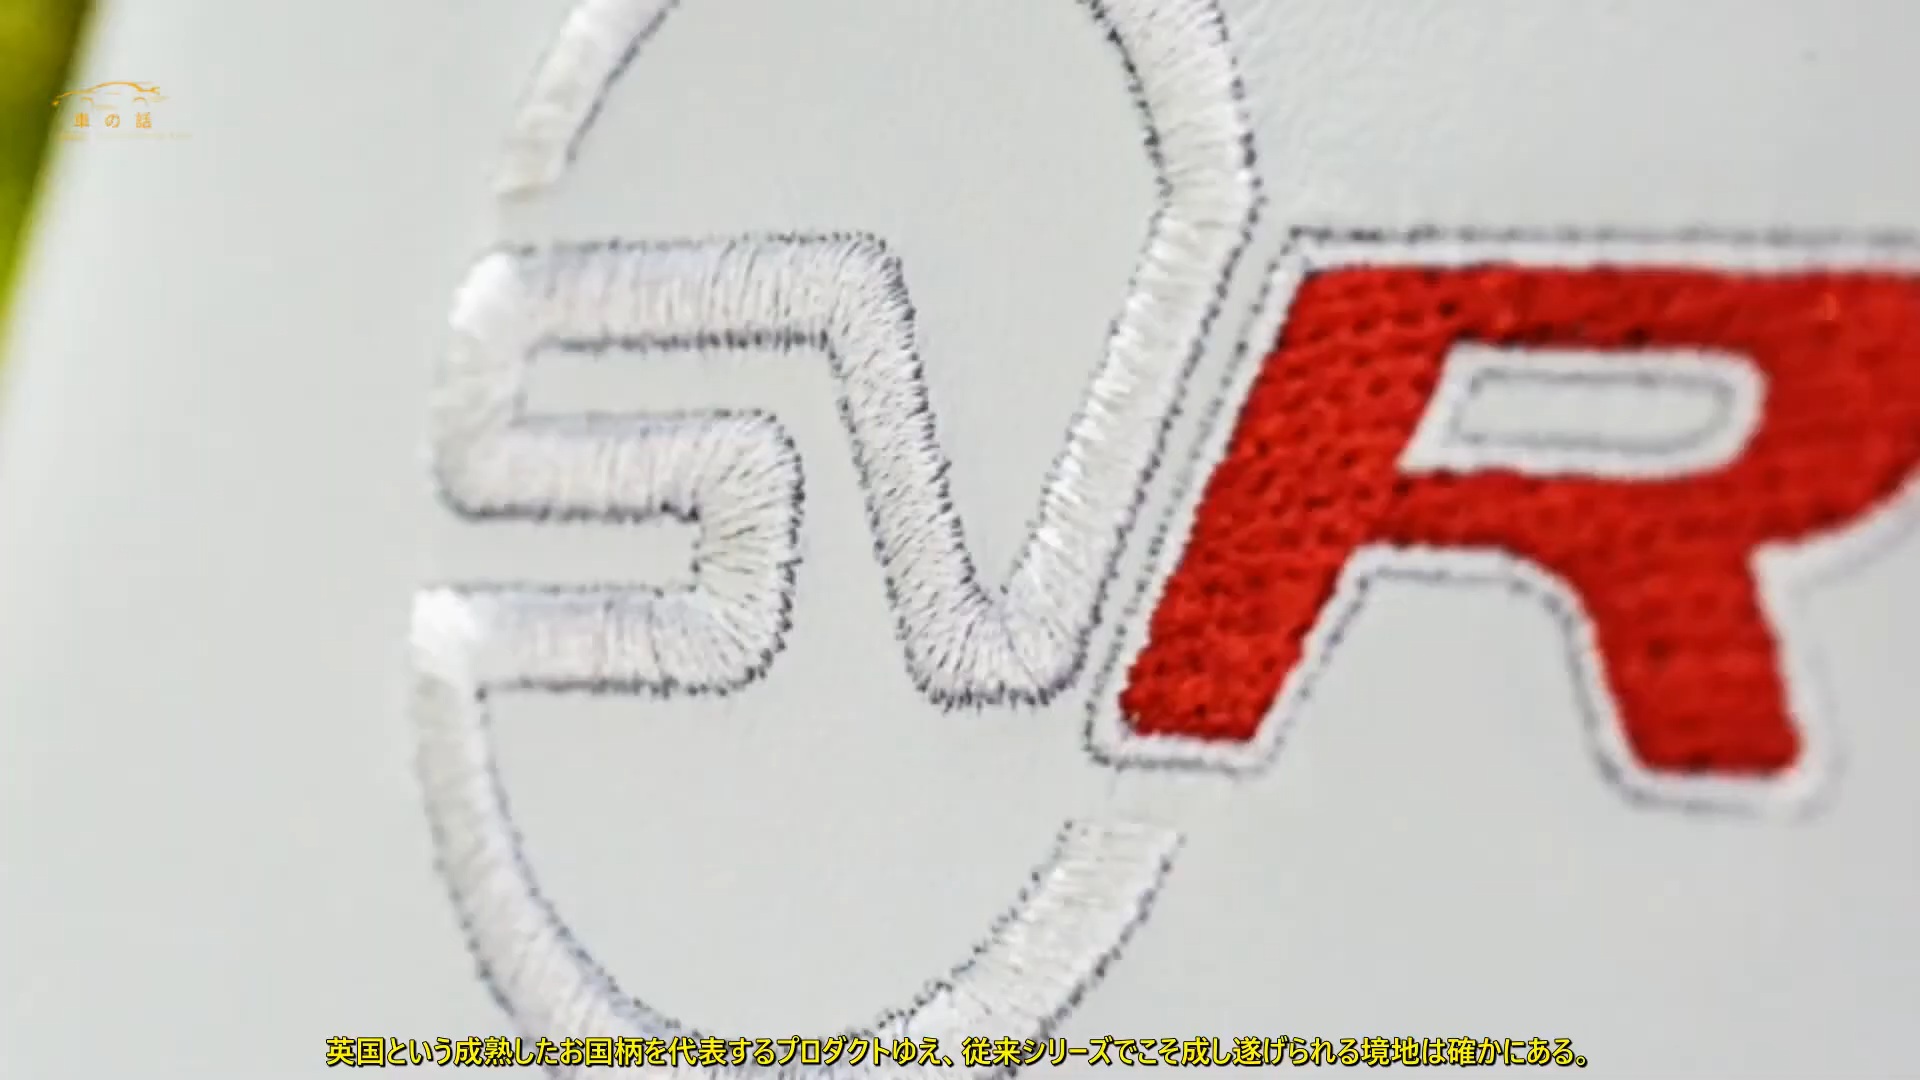 車の話
SVR
英国という成熟したお国柄を代表するプロダクトゆえ、従来シリーズでこそ成し遂げられる境地は確かにある。